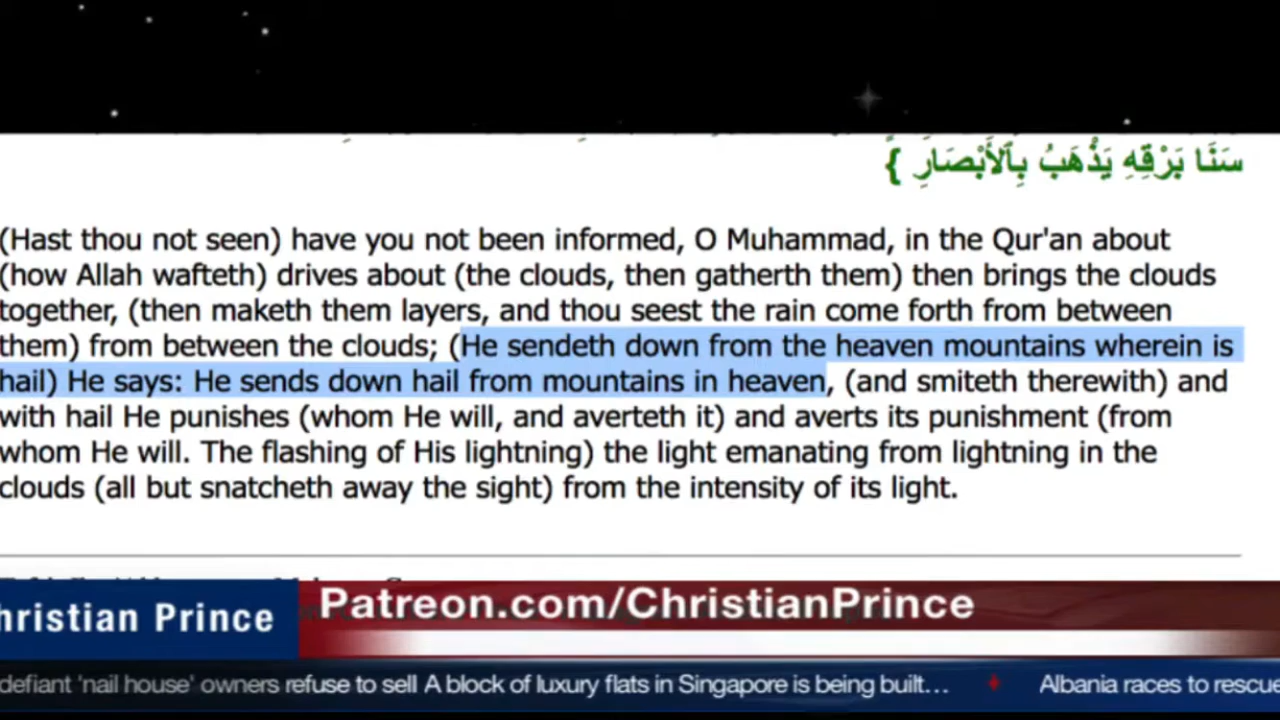 سَنَا بَرْقِهِ يَذْهَبُ بِٱلأَبْصَارِ }
(Hast thou not seen) have you not been informed, O Muhammad, in the Qur'an about
(how Allah wafteth) drives about (the clouds, then gathereth them) then brings the clouds
together, (then maketh them layers, and thou seest the rain come forth from between
them) from between the clouds; (He sendeth down from the heaven mountains wherein is
hail) He says: He sends down hail from mountains in heaven, (and smiteth therewith) and
with hail He punishes (whom He will, and averteth it) and averts its punishment (from
whom He will. The flashing of His lightning) the light emanating from lightning in the
clouds (all but snatcheth away the sight) from the intensity of its light.
hristian Prince
Patreon.com/ChristianPrince
defiant 'nail house' owners refuse to sell A block of luxury flats in Singapore is being built... Albania races to rescue